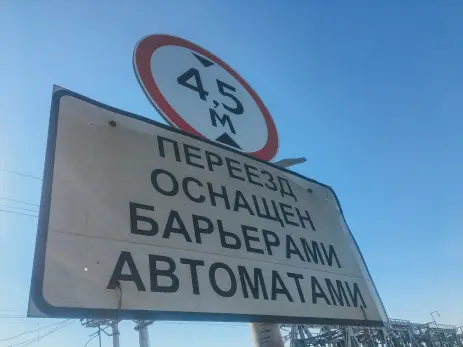 4,5
м
ПЕРЕЕЗД
ОСНАЩЕН
БАРЬЕРАМИ
АВТОМАТАМИ